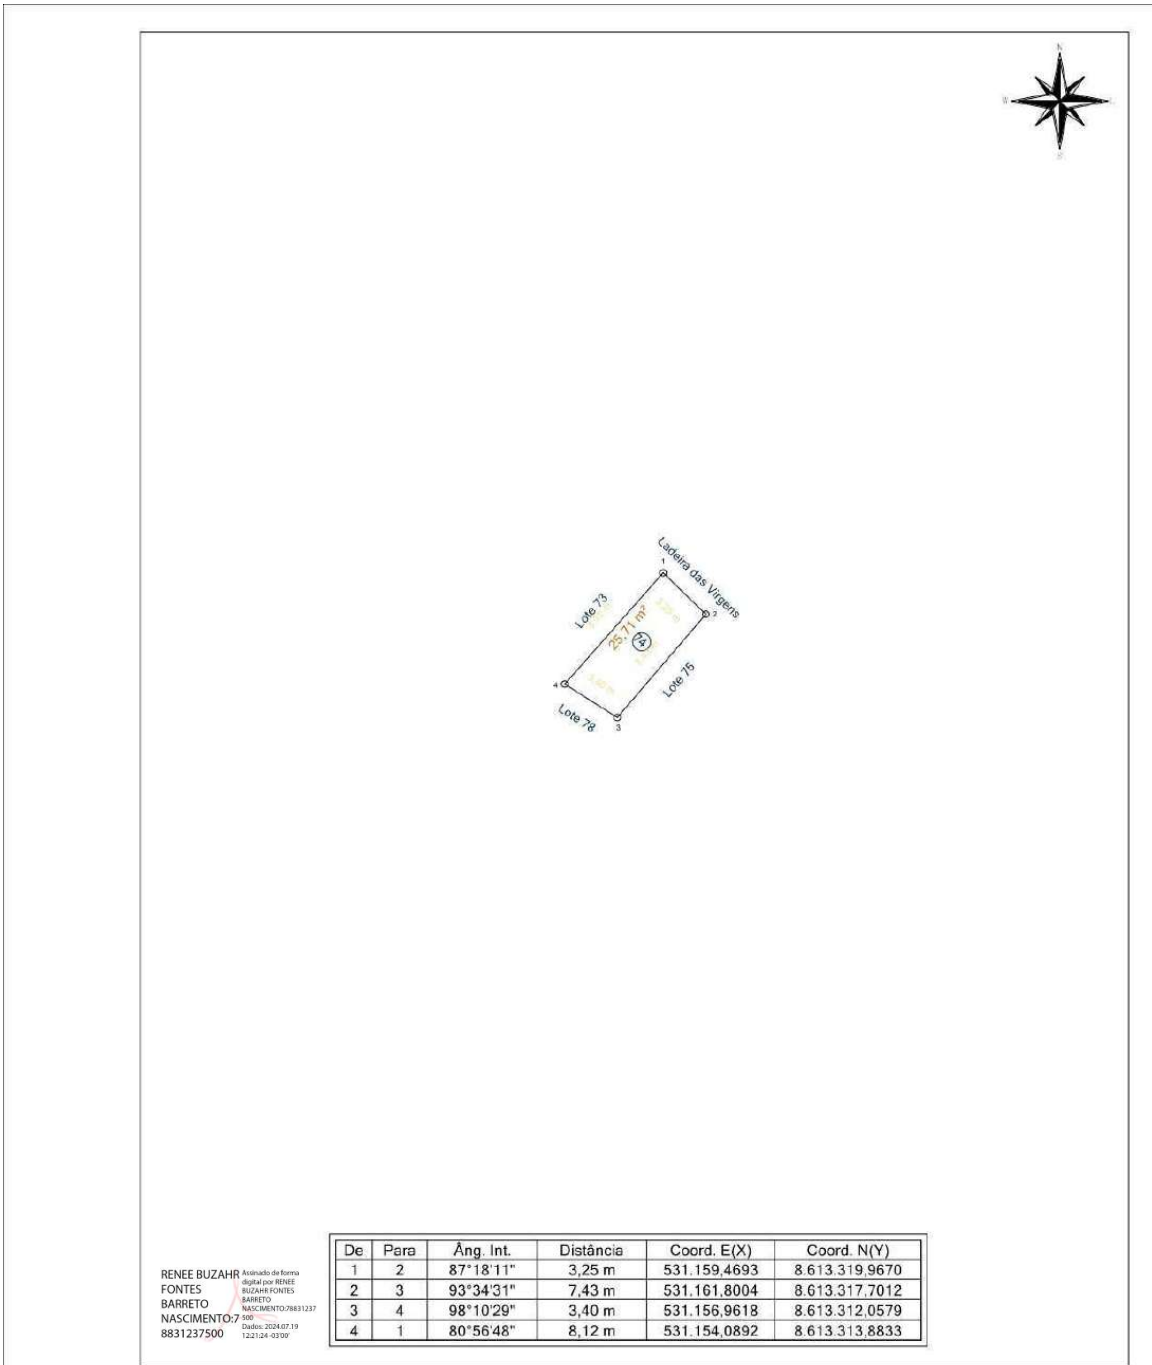 N
W
S
Ladeira das Virgens
1
Lote 73
3,25 m
2
25,71 m²
74
4
3,40 m
Lote 75
Lote 78
3
De Para Âng. Int. Distância Coord. E(X) Coord. N(Y)
1 2 87°18'11" 3,25 m 531.159,4693 8.613.319,9670
2 3 93°34'31" 7,43 m 531.161,8004 8.613.317,7012
3 4 98°10'29" 3,40 m 531.156,9618 8.613.312,0579
4 1 80°56'48" 8,12 m 531.154,0892 8.613.313,8833
RENEE BUZAHR
FONTES
BARRETO
NASCIMENTO:7
8831237500
Assinado de forma
digital por RENEE
BUZAHR FONTES
BARRETO
NASCIMENTO:78831237
500
Dados: 2024.07.19
12:21:24 -03'00'